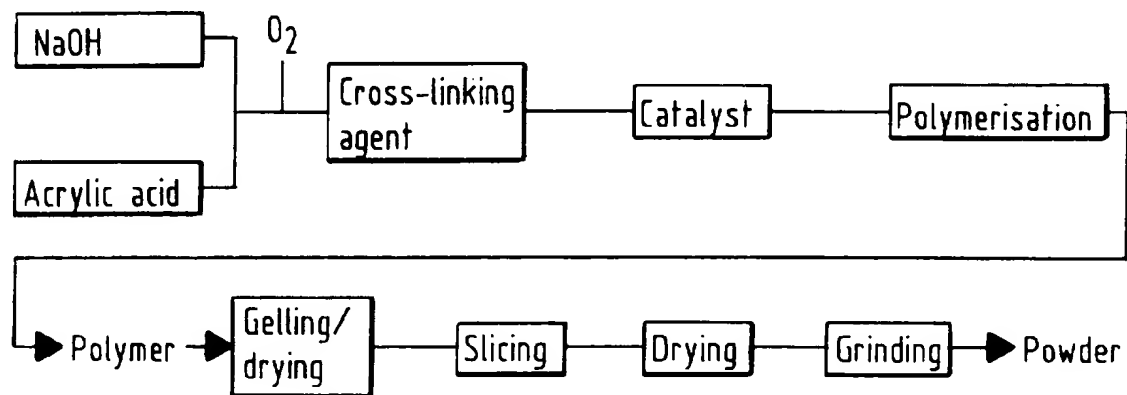 NaOH
O2
Cross-linking
agent
Catalyst
Polymerisation
Acrylic acid
Polymer
Gelling/
drying
Slicing
Drying
Grinding
Powder